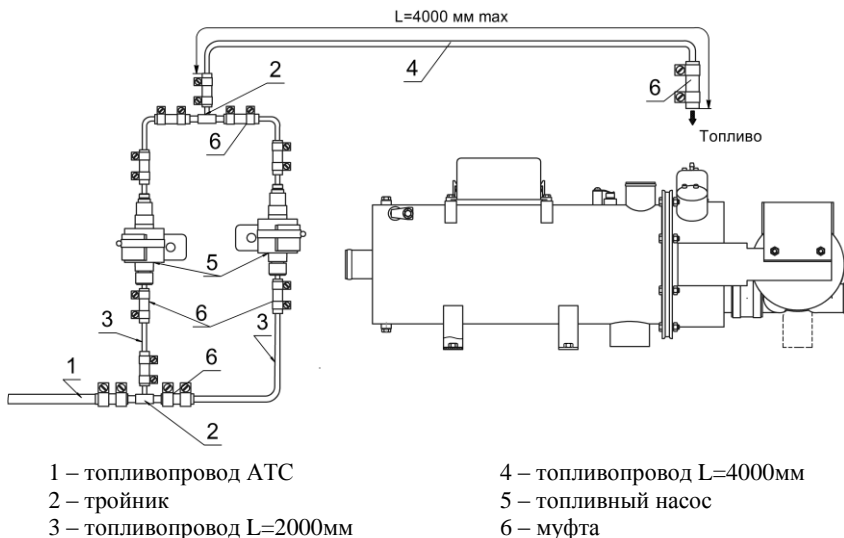 L=4000 мм max
2
4
6
6
Топливо
5
6
3
3
6
1
2
1 – топливопровод АТС
2 – тройник
3 – топливопровод L=2000мм
4 – топливопровод L=4000мм
5 – топливный насос
6 – муфта